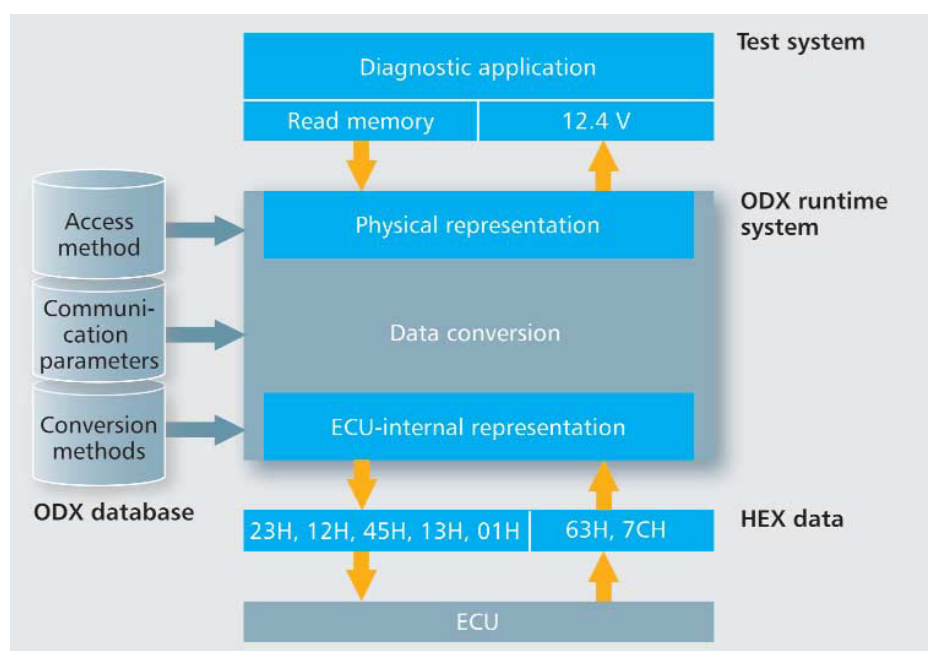 Test system
Diagnostic application
Read memory
12.4 V
ODX runtime
system
Access
method
Physical representation
Communi-
cation
parameters
Data conversion
Conversion
methods
ECU-internal representation
ODX database
23H, 12H, 45H, 13H, 01H
63H, 7CH
HEX data
ECU